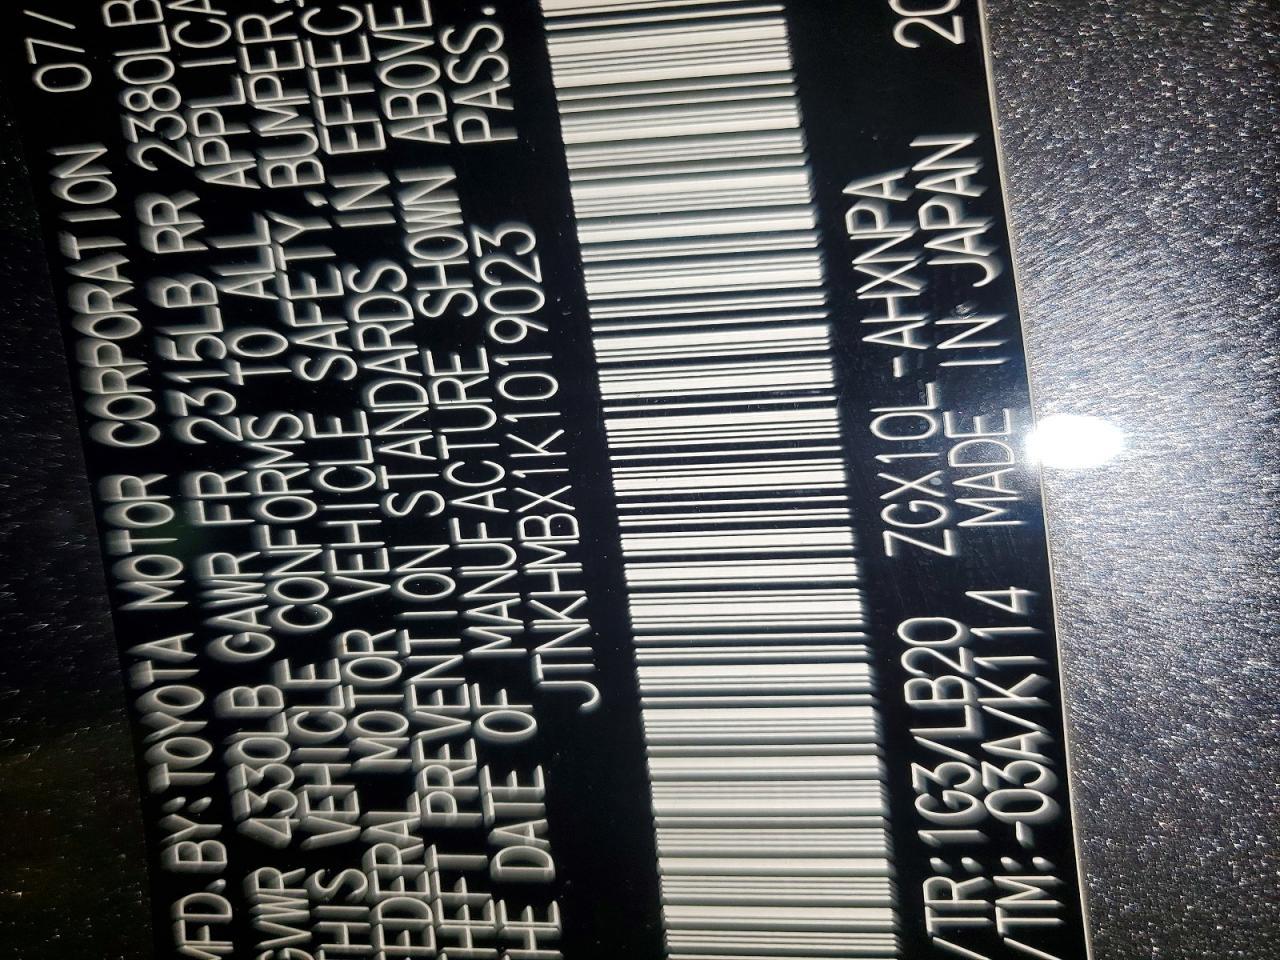 MFD.BY:TOYOTA MOTOR CORPORATION 07/
GVWR 4330LB GAWR FR 2315LB RR 2380LB
THIS VEHICLE CONFORMS TO ALL APPLICA
FEDERAL MOTOR VEHICLE SAFETY, BUMPER,
THEFT PREVENTION STANDARDS IN EFFEC
THE DATE OF MANUFACTURE SHOWN ABOVE
JTNKHMBX1K1019023 PASS.
/TR:1G3/LB20 ZGX10L-AHXNPA
/TM:-03A/K114 MADE IN JAPAN 20